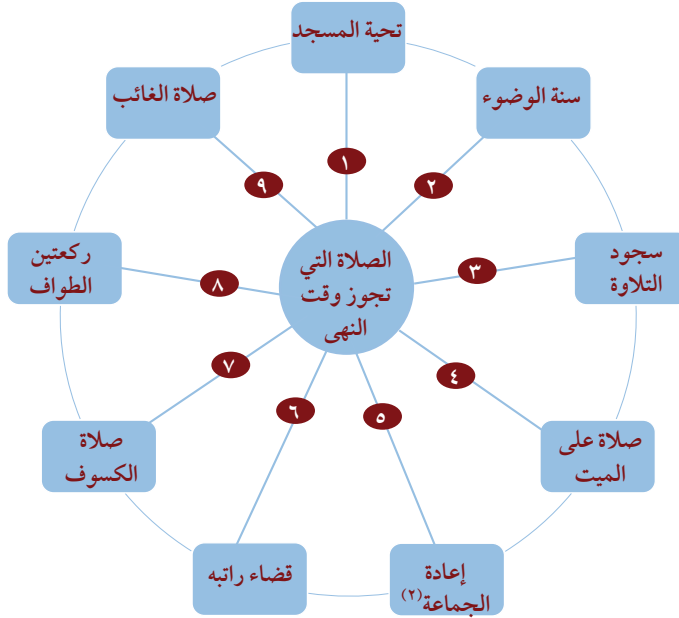 الصلاة التي
تجوز وقت
النهى
١
تحية المسجد
٢
سنة الوضوء
٣
سجود
التلاوة
٤
صلاة على
الميت
٥
إعادة
الجماعة(٢)
٦
قضاء راتبه
٧
صلاة
الكسوف
٨
ركعتين
الطواف
٩
صلاة الغائب